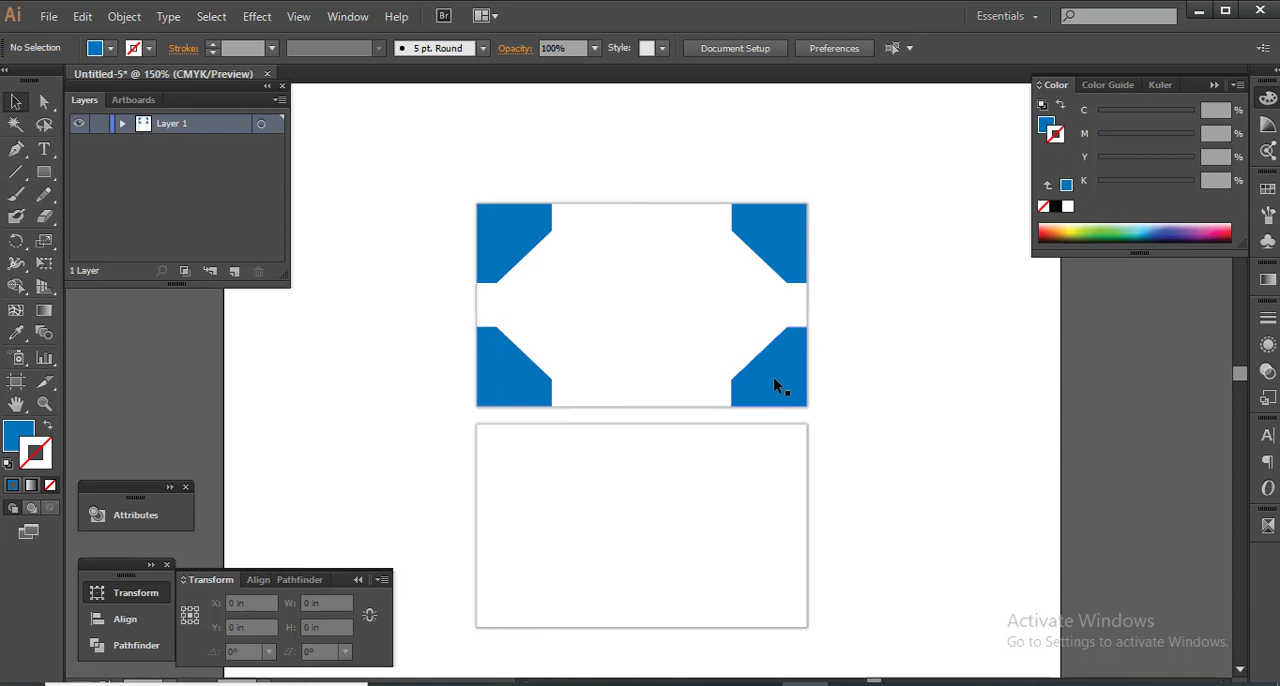 Ai File Edit Object Type Select Effect View Window Help Br Essentials
No Selection Stroke: 5 pt. Round Opacity: 100% Style: Document Setup Preferences
Untitled-5* @ 150% (CMYK/Preview) ×
Layers Artboards
Layer 1
1 Layer
Color Color Guide Kuler
C %
M %
Y %
K %
Attributes
Transform
Align
Pathfinder
Transform Align Pathfinder
X: 0 in W: 0 in
Y: 0 in H: 0 in
0° 0°
Activate Windows
Go to Settings to activate Windows.